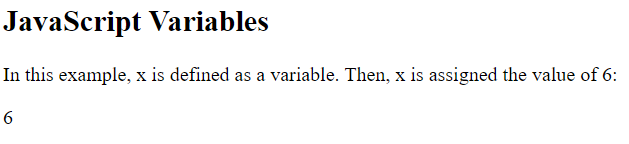 JavaScript Variables
In this example, x is defined as a variable. Then, x is assigned the value of 6:
6